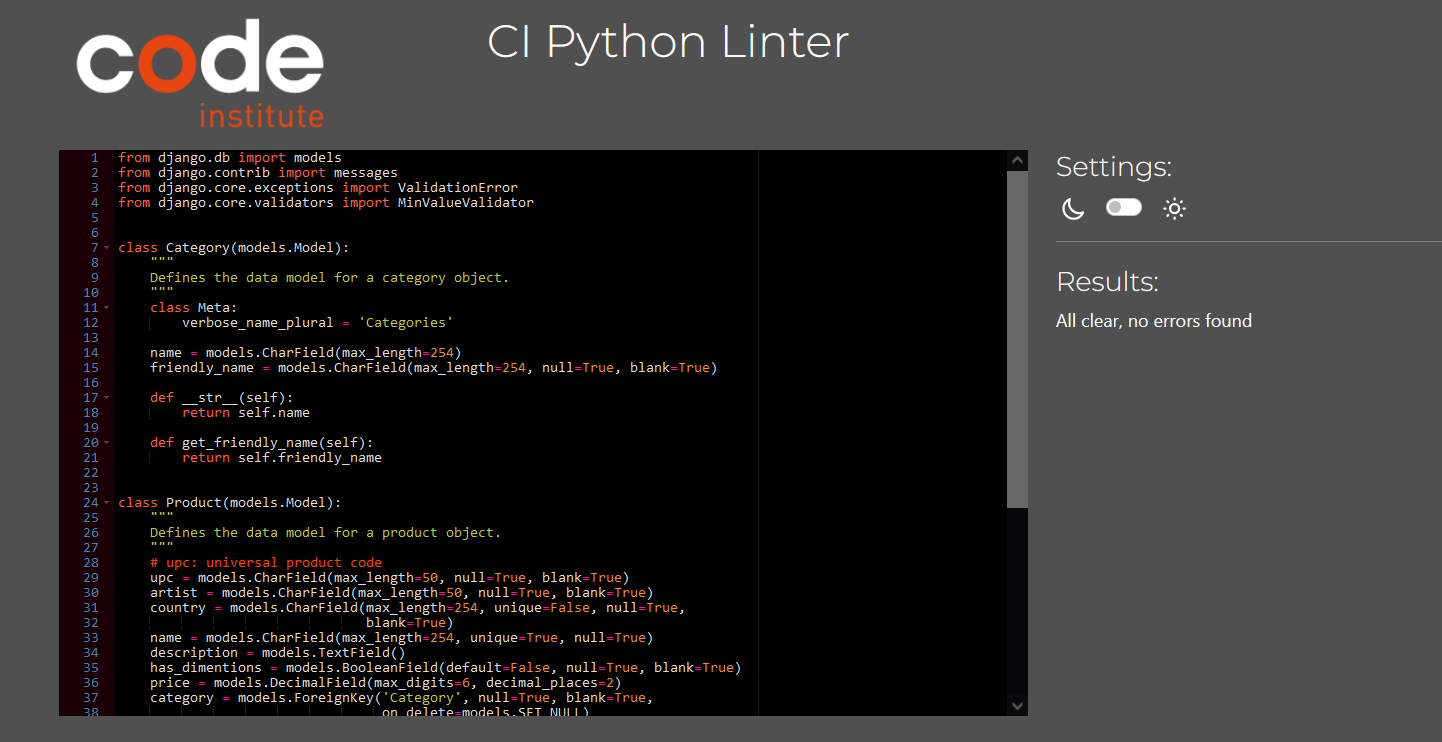 code
institute
CI Python Linter
1 from django.db import models
2 from django.contrib import messages
3 from django.core.exceptions import ValidationError
4 from django.core.validators import MinValueValidator
5
6
7 class Category(models.Model):
8     """
9     Defines the data model for a category object.
10     """
11     class Meta:
12         verbose_name_plural = 'Categories'
13
14     name = models.CharField(max_length=254)
15     friendly_name = models.CharField(max_length=254, null=True, blank=True)
16
17     def __str__(self):
18         return self.name
19
20     def get_friendly_name(self):
21         return self.friendly_name
22
23
24 class Product(models.Model):
25     """
26     Defines the data model for a product object.
27     """
28     # upc: universal product code
29     upc = models.CharField(max_length=50, null=True, blank=True)
30     artist = models.CharField(max_length=50, null=True, blank=True)
31     country = models.CharField(max_length=254, unique=False, null=True,
32                                blank=True)
33     name = models.CharField(max_length=254, unique=True, null=True)
34     description = models.TextField()
35     has_dimentions = models.BooleanField(default=False, null=True, blank=True)
36     price = models.DecimalField(max_digits=6, decimal_places=2)
37     category = models.ForeignKey('Category', null=True, blank=True,
38                                  on_delete=models.SET_NULL)
Settings:
Results:
All clear, no errors found